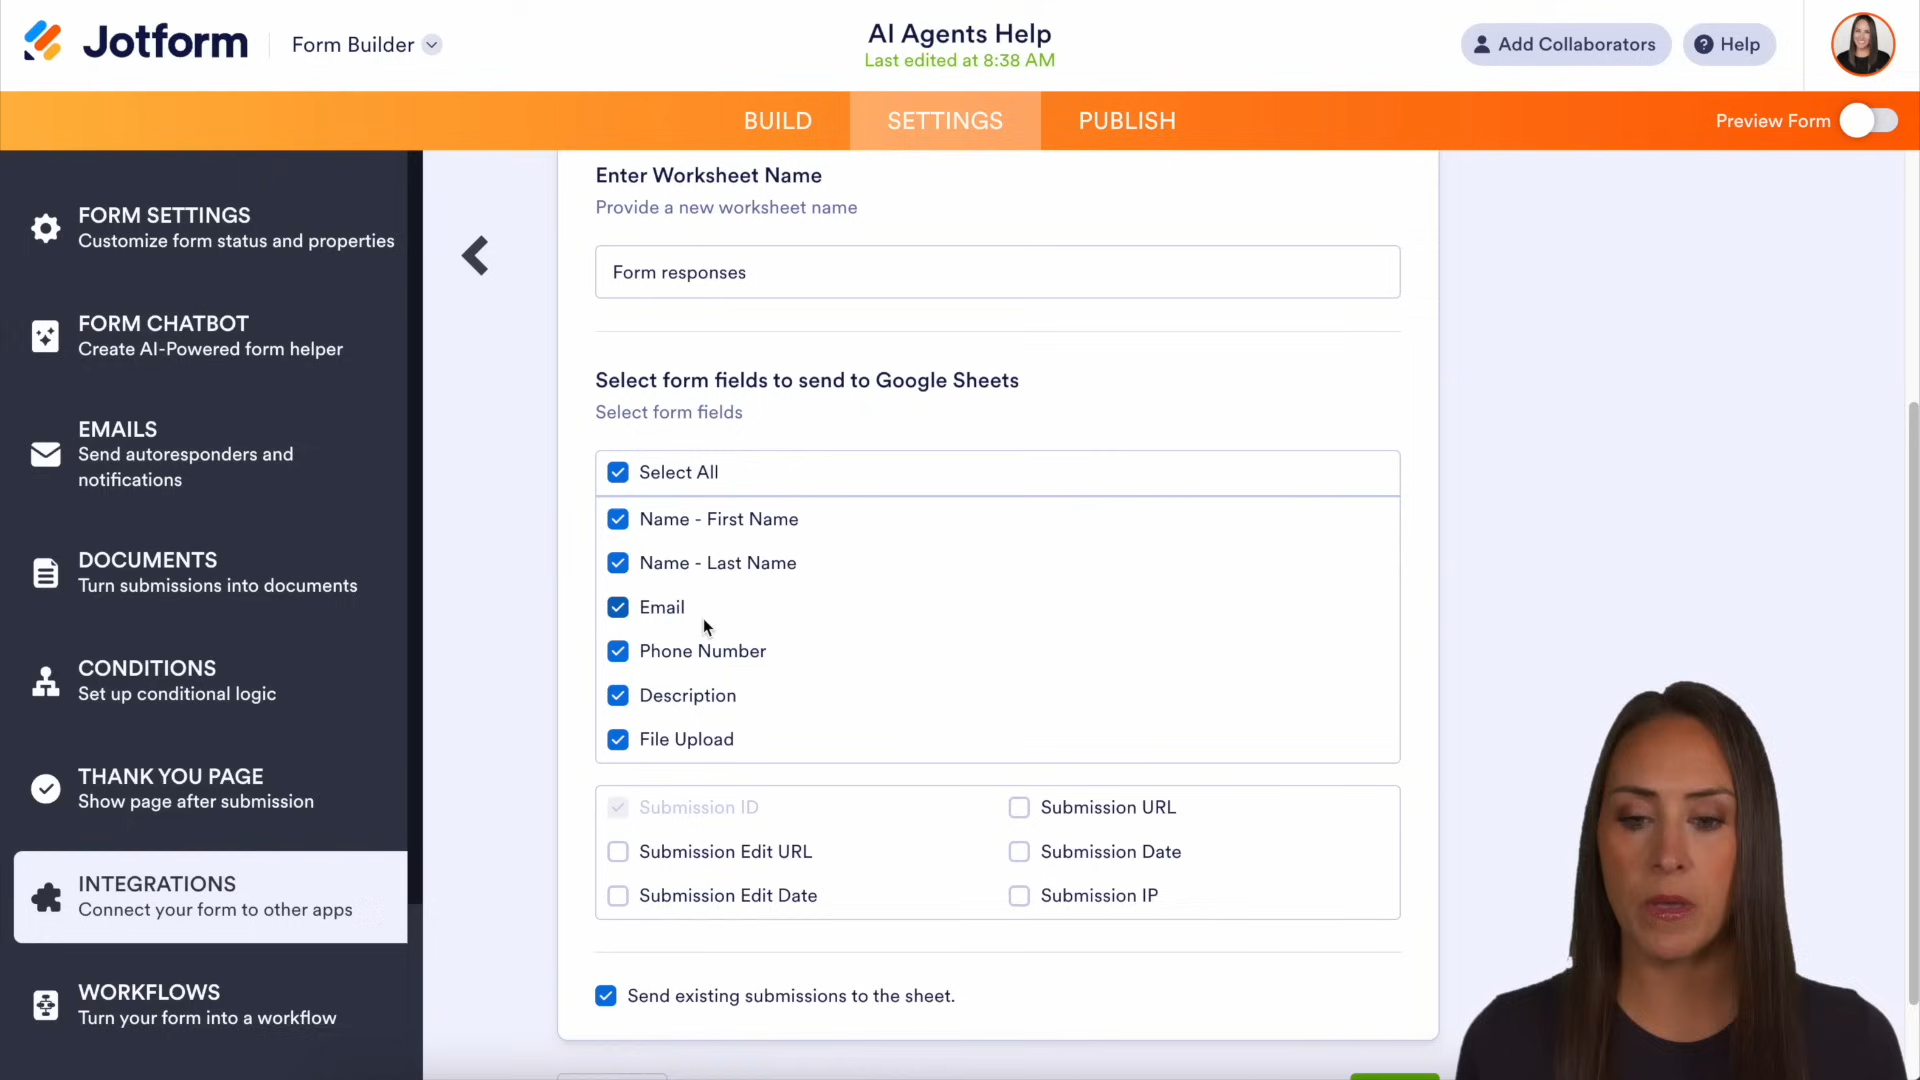 Jotform
Form Builder
AI Agents Help
Last edited at 8:38 AM
Add Collaborators
Help
BUILD
SETTINGS
PUBLISH
Preview Form
FORM SETTINGS
Customize form status and properties
FORM CHATBOT
Create AI-Powered form helper
EMAILS
Send autoresponders and
notifications
DOCUMENTS
Turn submissions into documents
CONDITIONS
Set up conditional logic
THANK YOU PAGE
Show page after submission
INTEGRATIONS
Connect your form to other apps
WORKFLOWS
Turn your form into a workflow
Enter Worksheet Name
Provide a new worksheet name
Form responses
Select form fields to send to Google Sheets
Select form fields
Select All
Name - First Name
Name - Last Name
Email
Phone Number
Description
File Upload
Submission ID
Submission URL
Submission Edit URL
Submission Date
Submission Edit Date
Submission IP
Send existing submissions to the sheet.